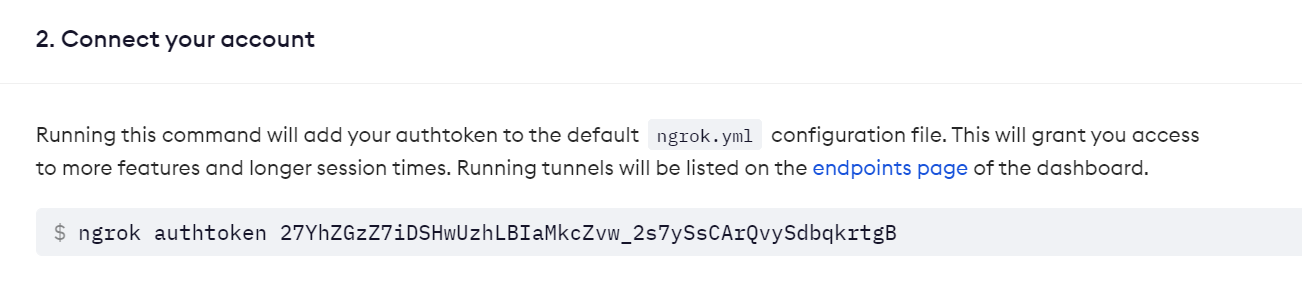 2. Connect your account
Running this command will add your authtoken to the default ngrok.yml configuration file. This will grant you access
to more features and longer session times. Running tunnels will be listed on the endpoints page of the dashboard.
$ ngrok authtoken 27YhZGzZ7iDSHwUzhLBIaMkcZvw_2s7ySsCArQvySdbqkrtgB